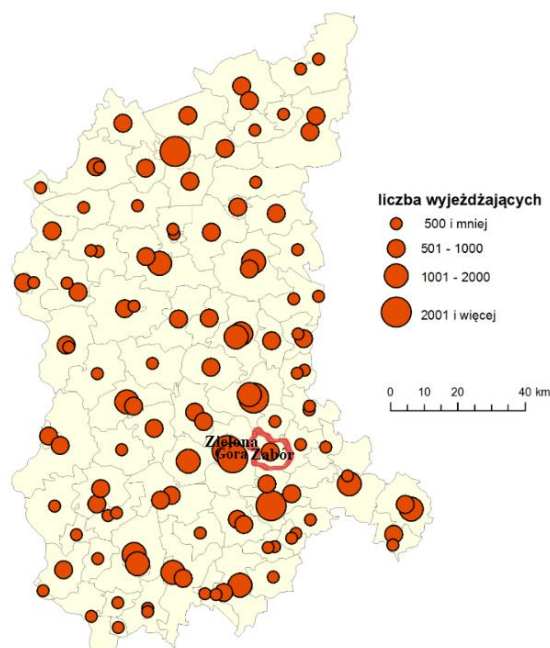 liczba wyjeżdżających
500 i mniej
501 - 1000
1001 - 2000
2001 i więcej
0 10 20 40 km
Zielona
Góra Zabór